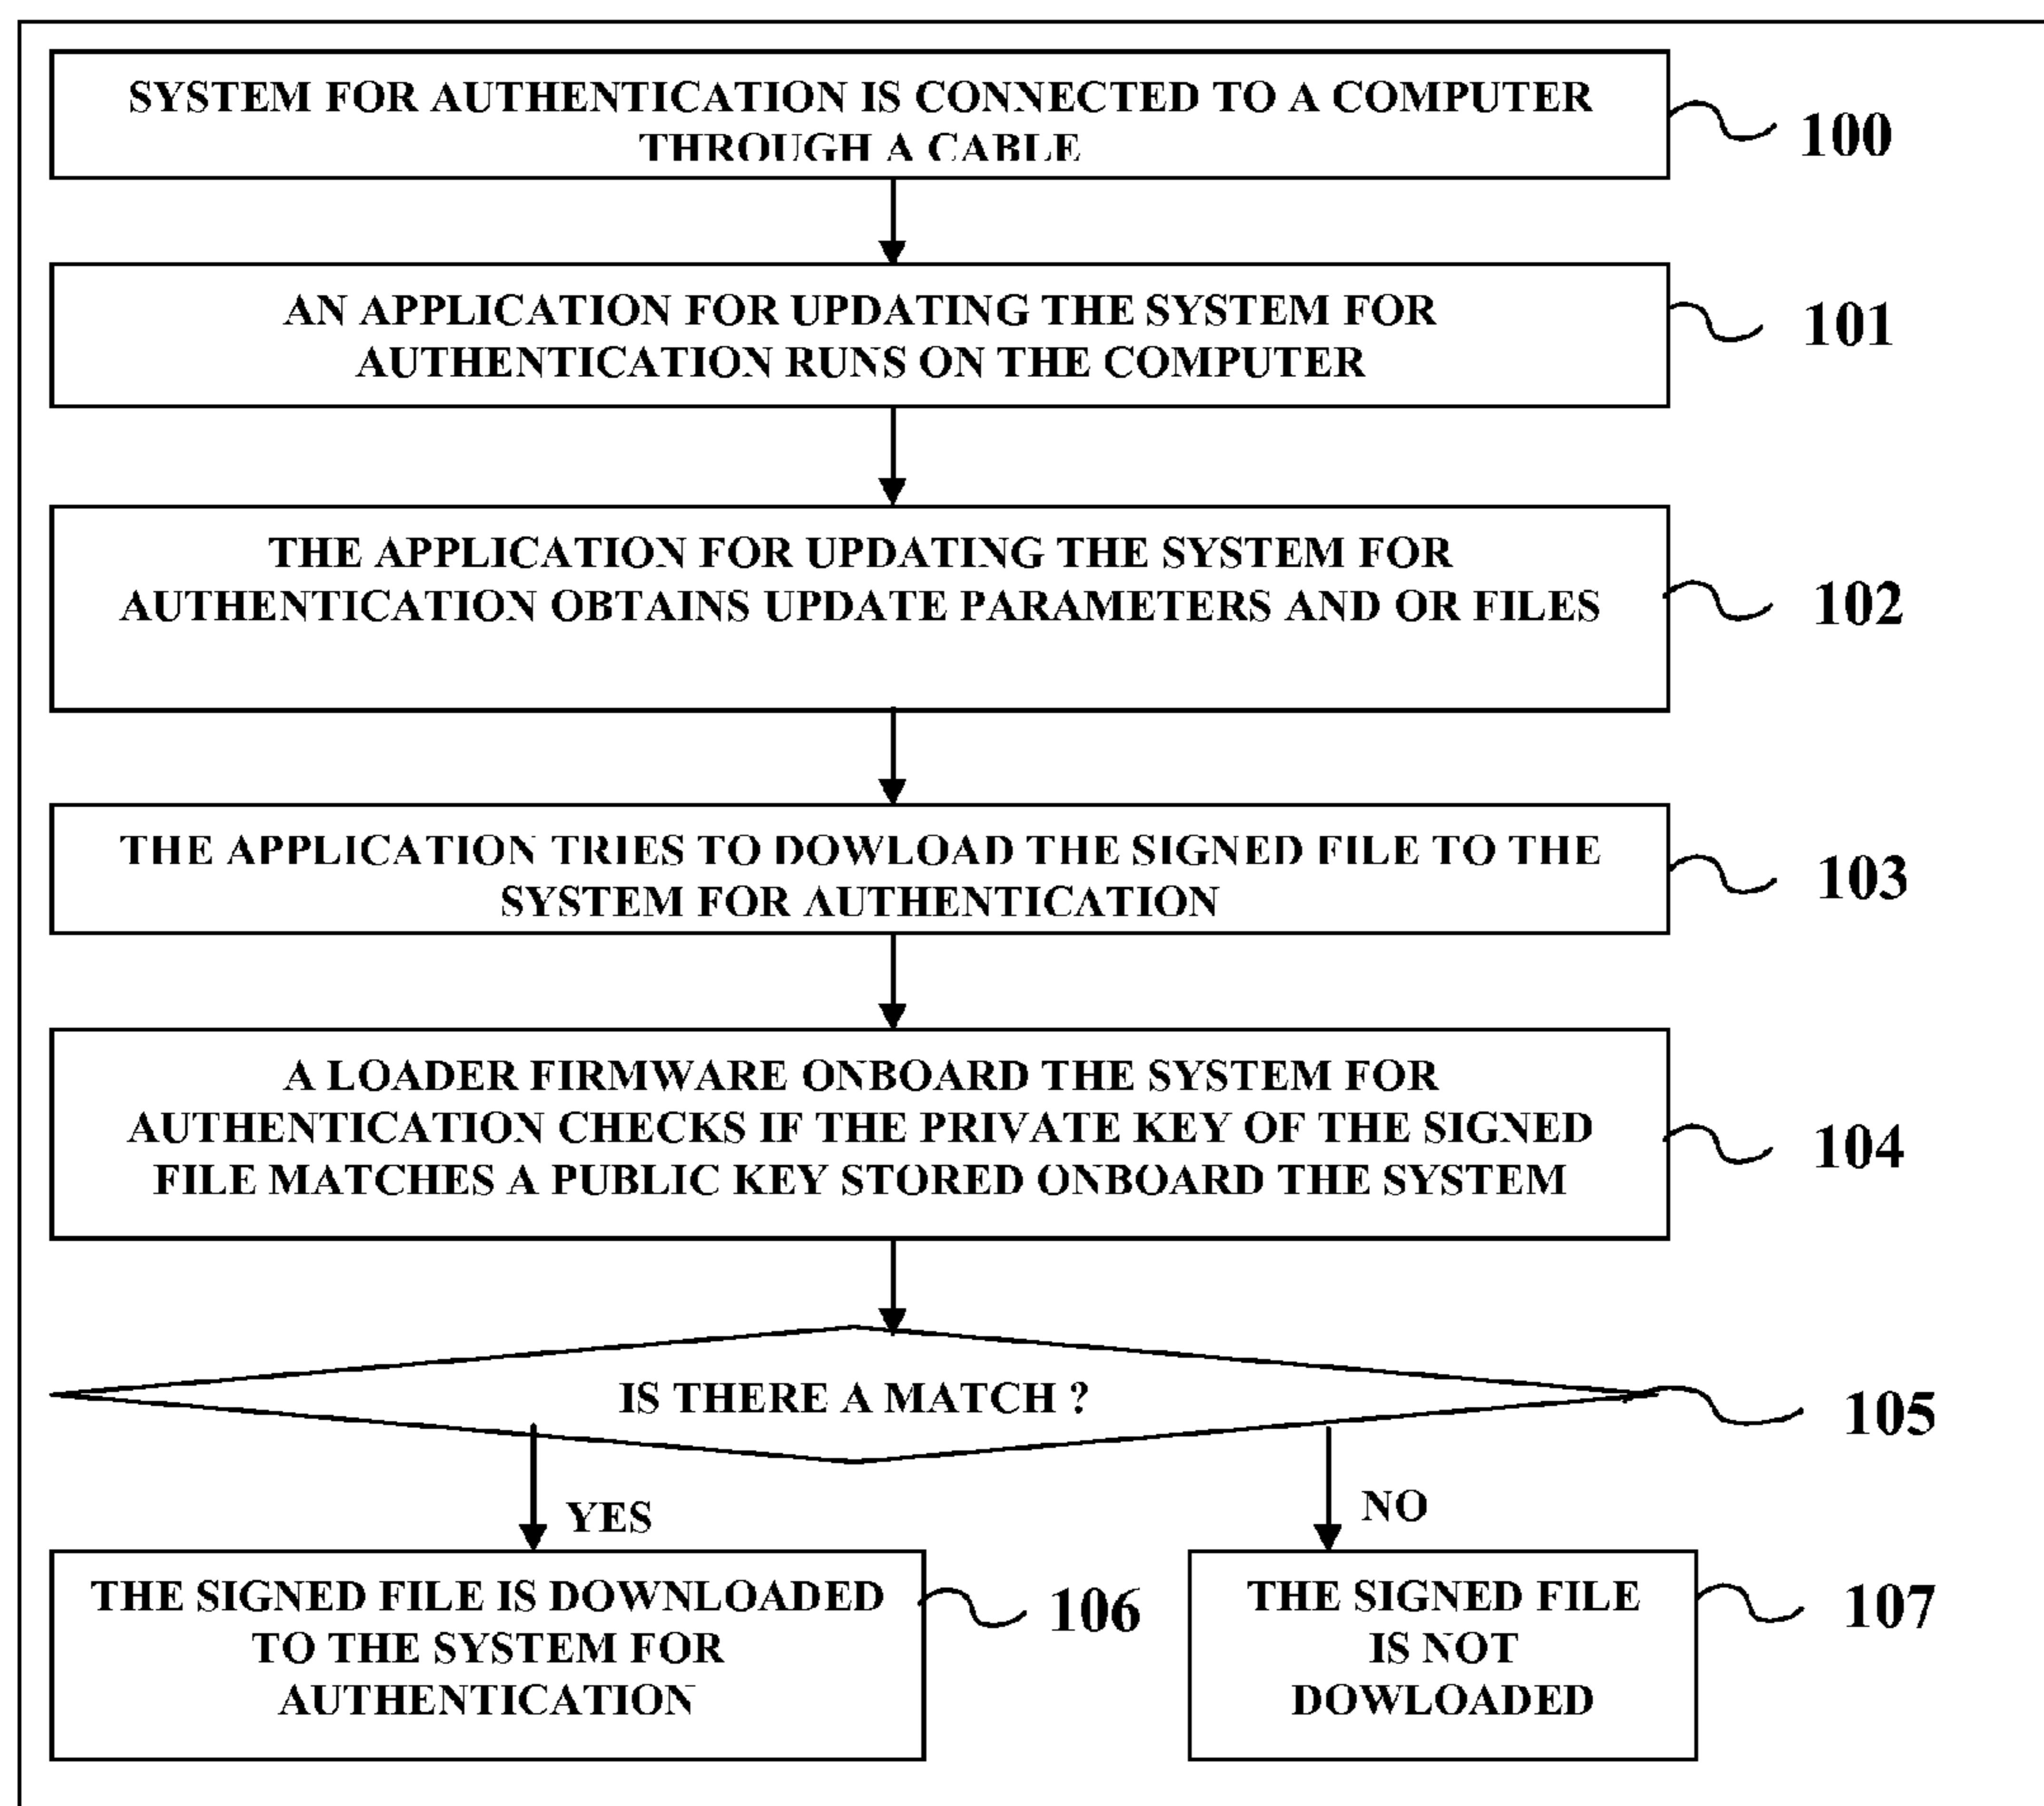 SYSTEM FOR AUTHENTICATION IS CONNECTED TO A COMPUTER
THROUGH A CABLE
100
AN APPLICATION FOR UPDATING THE SYSTEM FOR
AUTHENTICATION RUNS ON THE COMPUTER
101
THE APPLICATION FOR UPDATING THE SYSTEM FOR
AUTHENTICATION OBTAINS UPDATE PARAMETERS AND OR FILES
102
THE APPLICATION TRIES TO DOWLOAD THE SIGNED FILE TO THE
SYSTEM FOR AUTHENTICATION
103
A LOADER FIRMWARE ONBOARD THE SYSTEM FOR
AUTHENTICATION CHECKS IF THE PRIVATE KEY OF THE SIGNED
FILE MATCHES A PUBLIC KEY STORED ONBOARD THE SYSTEM
104
IS THERE A MATCH ?
105
YES
NO
THE SIGNED FILE IS DOWNLOADED
TO THE SYSTEM FOR
AUTHENTICATION
106
THE SIGNED FILE
IS NOT
DOWLOADED
107